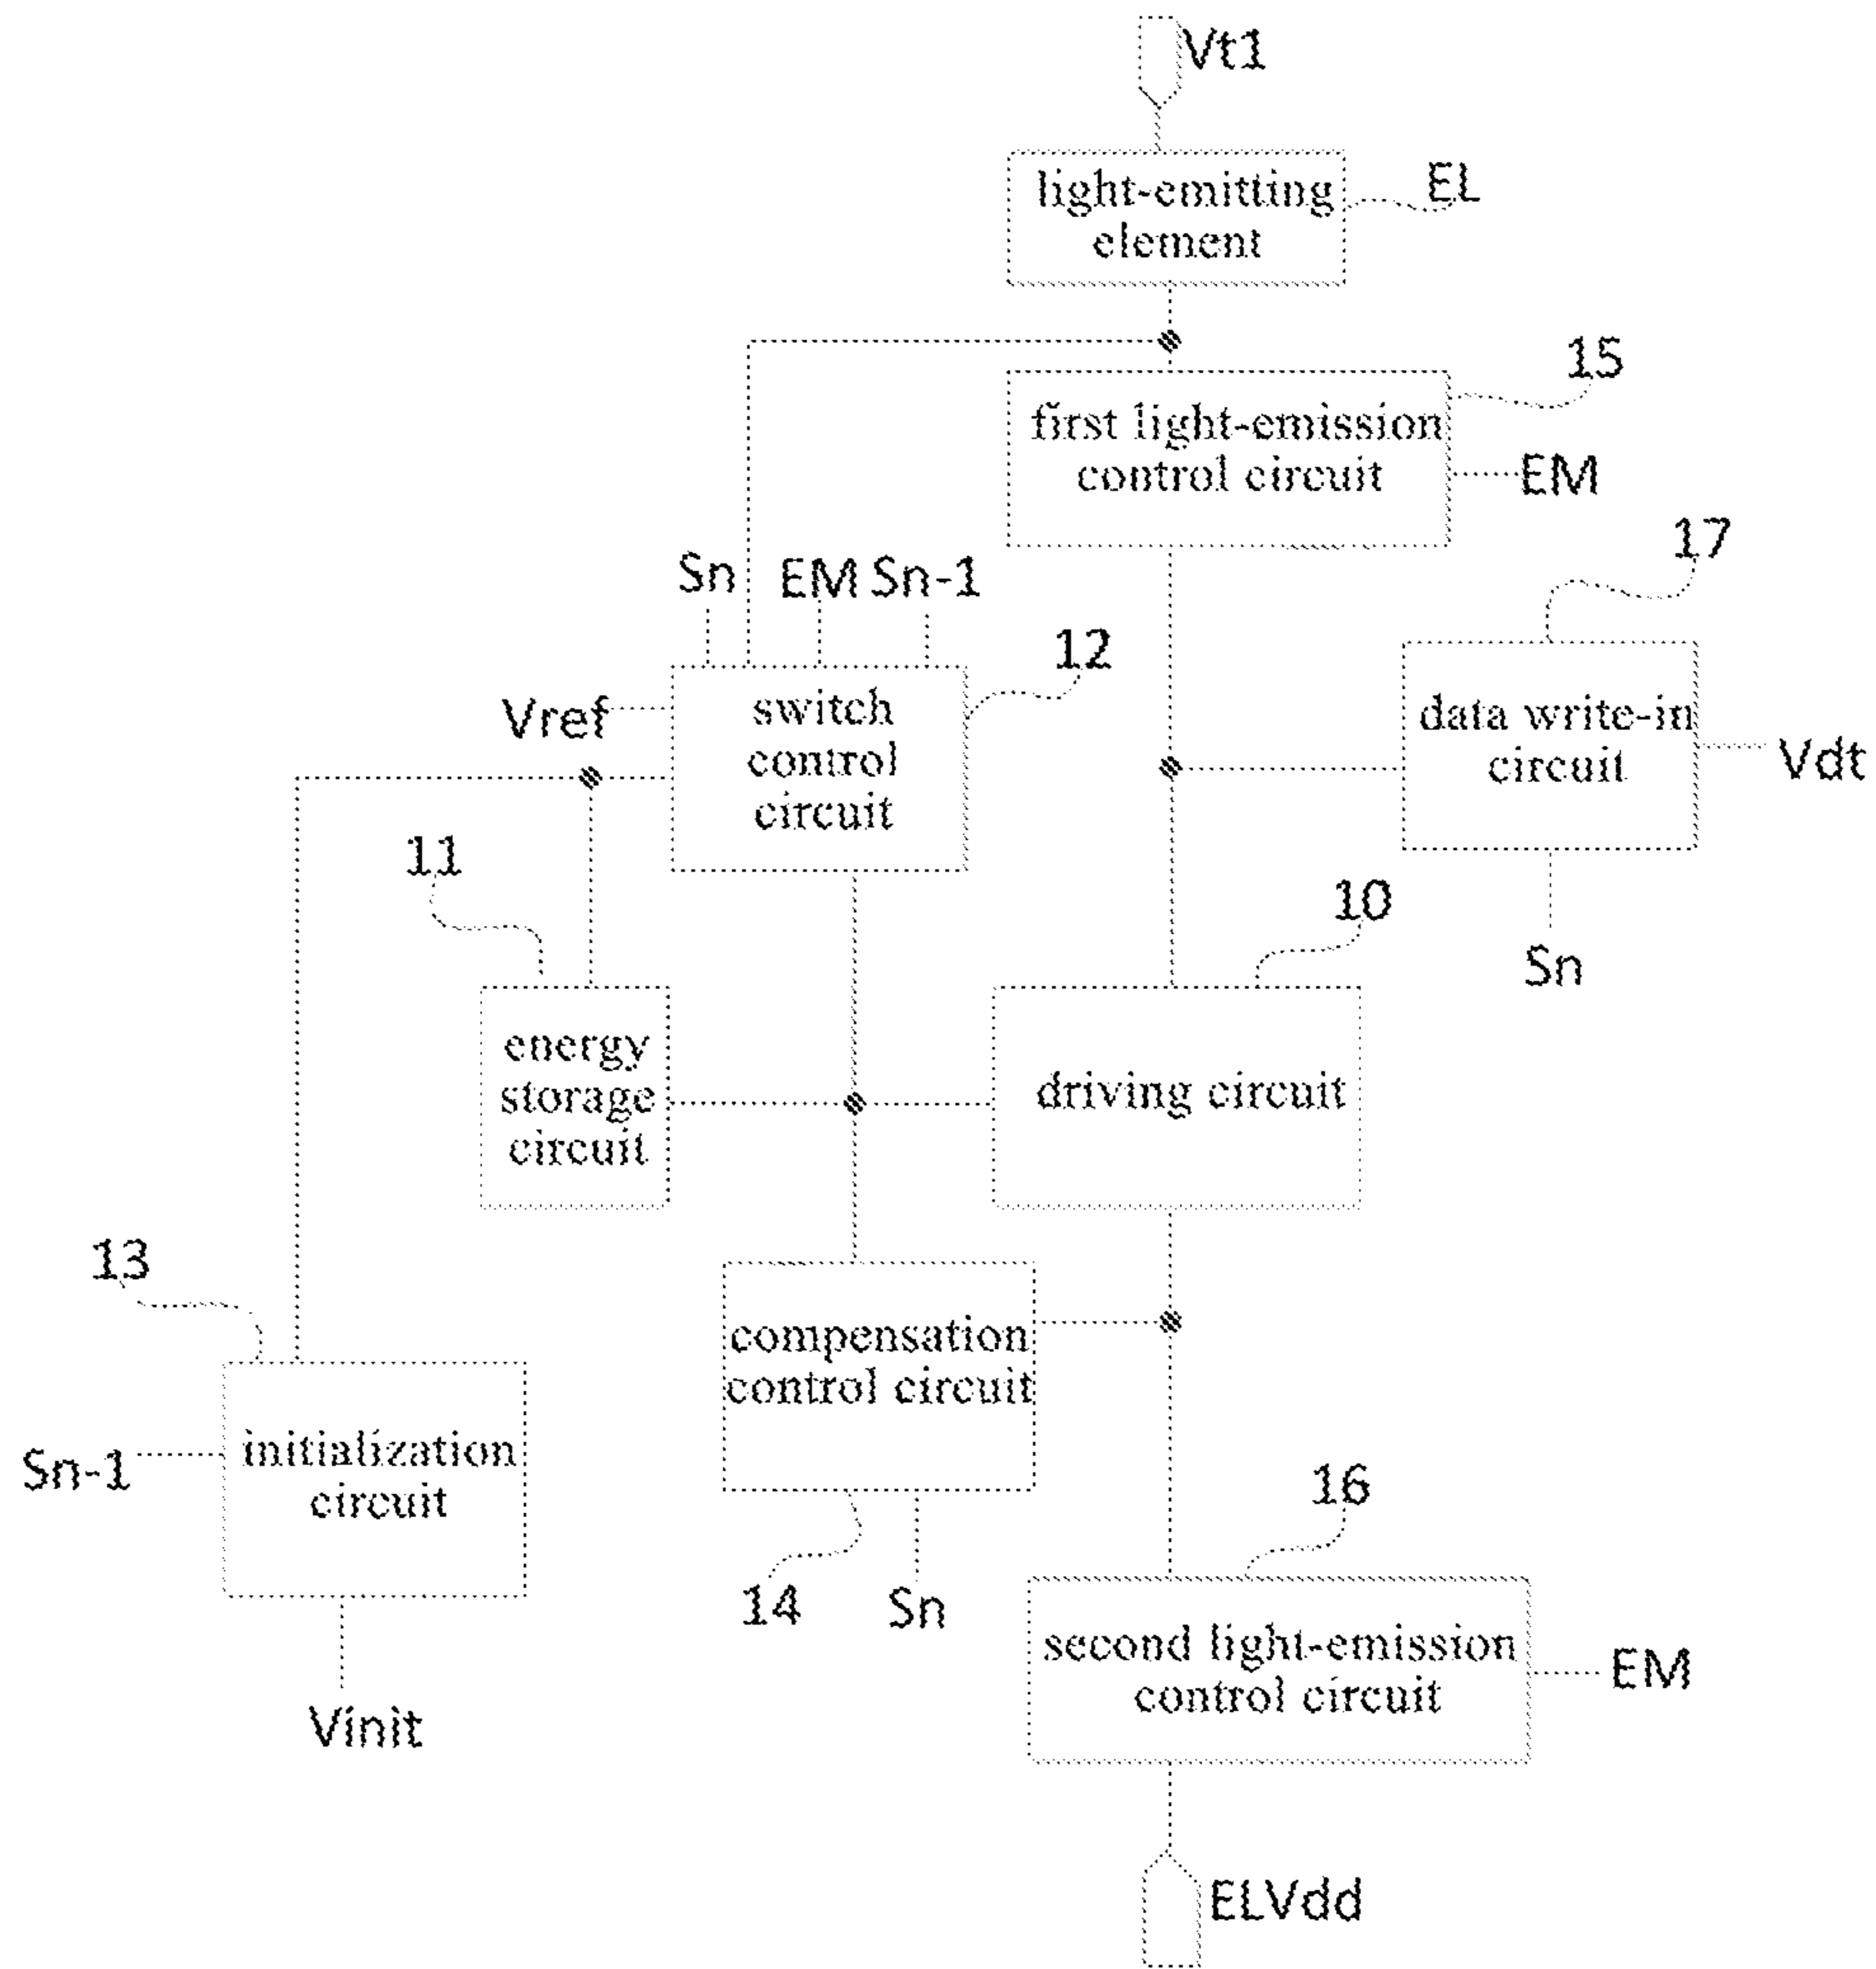 Vt1
light-emitting
element
EL
15
first light-emission
control circuit
EM
17
Sn
EM
Sn-1
12
Vref
switch
control
circuit
data write-in
circuit
Vdt
11
10
Sn
energy
storage
circuit
driving circuit
13
compensation
control circuit
Sn-1
initialization
circuit
16
14
Sn
second light-emission
control circuit
EM
Vinit
ELVdd